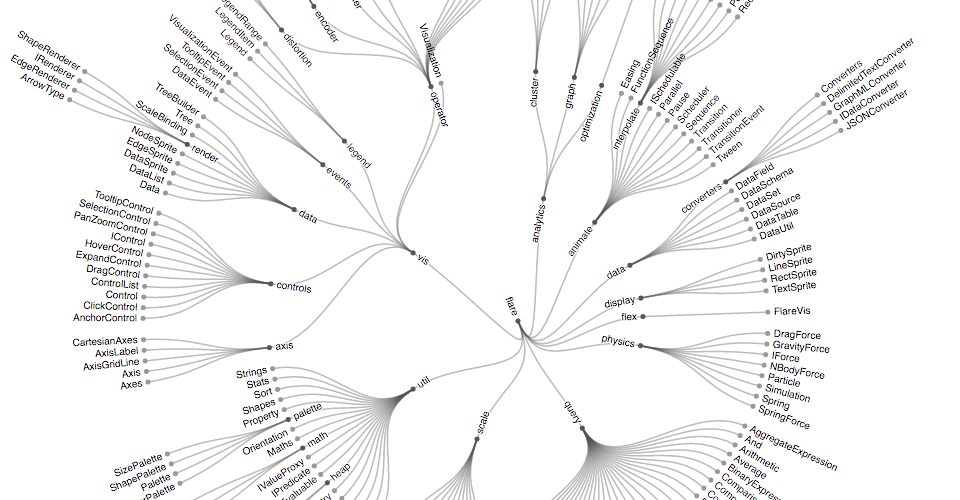 encoder
distortion
LegendItem
Legend
VisualizationEvent
TooltipEvent
SelectionEvent
DataEvent
legend
events
ShapeRenderer
IRenderer
EdgeRenderer
ArrowType
TreeBuilder
Tree
ScaleBinding
render
NodeSprite
EdgeSprite
DataSprite
DataList
Data
data
TooltipControl
SelectionControl
PanZoomControl
IControl
HoverControl
ExpandControl
DragControl
ControlList
Control
ClickControl
AnchorControl
controls
CartesianAxes
AxisLabel
AxisGridLine
Axis
Axes
axis
vis
Visualization
operator
cluster
graph
optimization
analytics
Easing
FunctionSequence
interpolate
ISchedulable
Parallel
Pause
Scheduler
Sequence
Transition
Transitioner
TransitionEvent
Tween
animate
Converters
DelimitedTextConverter
GraphMLConverter
IDataConverter
JSONConverter
converters
DataField
DataSchema
DataSet
DataSource
DataTable
DataUtil
data
DirtySprite
LineSprite
RectSprite
TextSprite
display
flex
FlareVis
physics
DragForce
GravityForce
IForce
NBodyForce
Particle
Simulation
Spring
SpringForce
flare
query
AggregateExpression
And
Arithmetic
Average
scale
util
Strings
Stats
Sort
Shapes
Property
palette
Orientation
Maths
math
SizePalette
ShapePalette
Palette
IValueProxy
IPredicate
heap